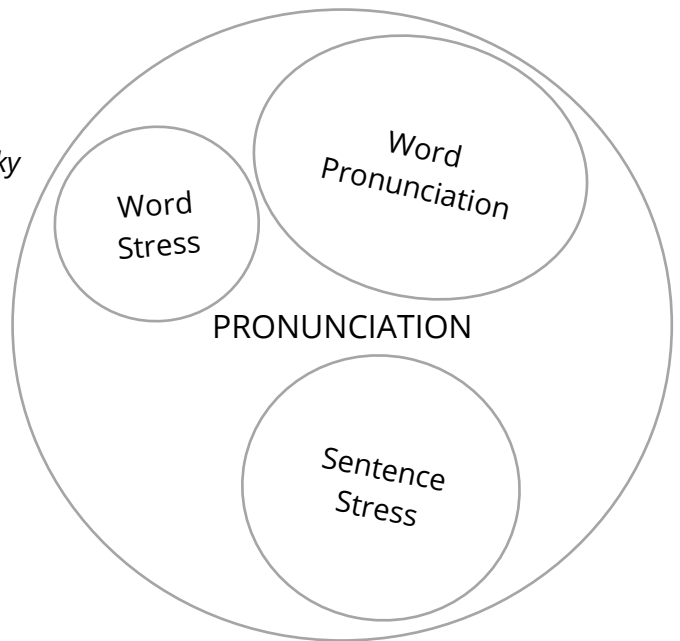 Word
Pronunciation
Word
Stress
PRONUNCIATION
Sentence
Stress